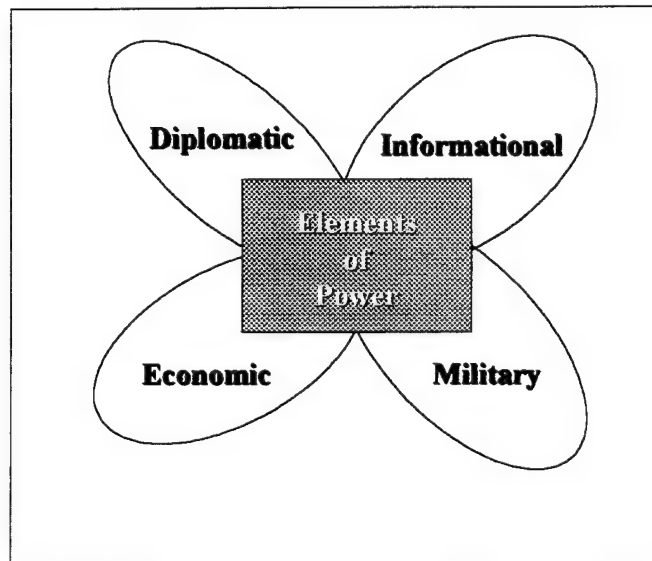 Diplomatic
Informational
Elements
of
Power
Economic
Military